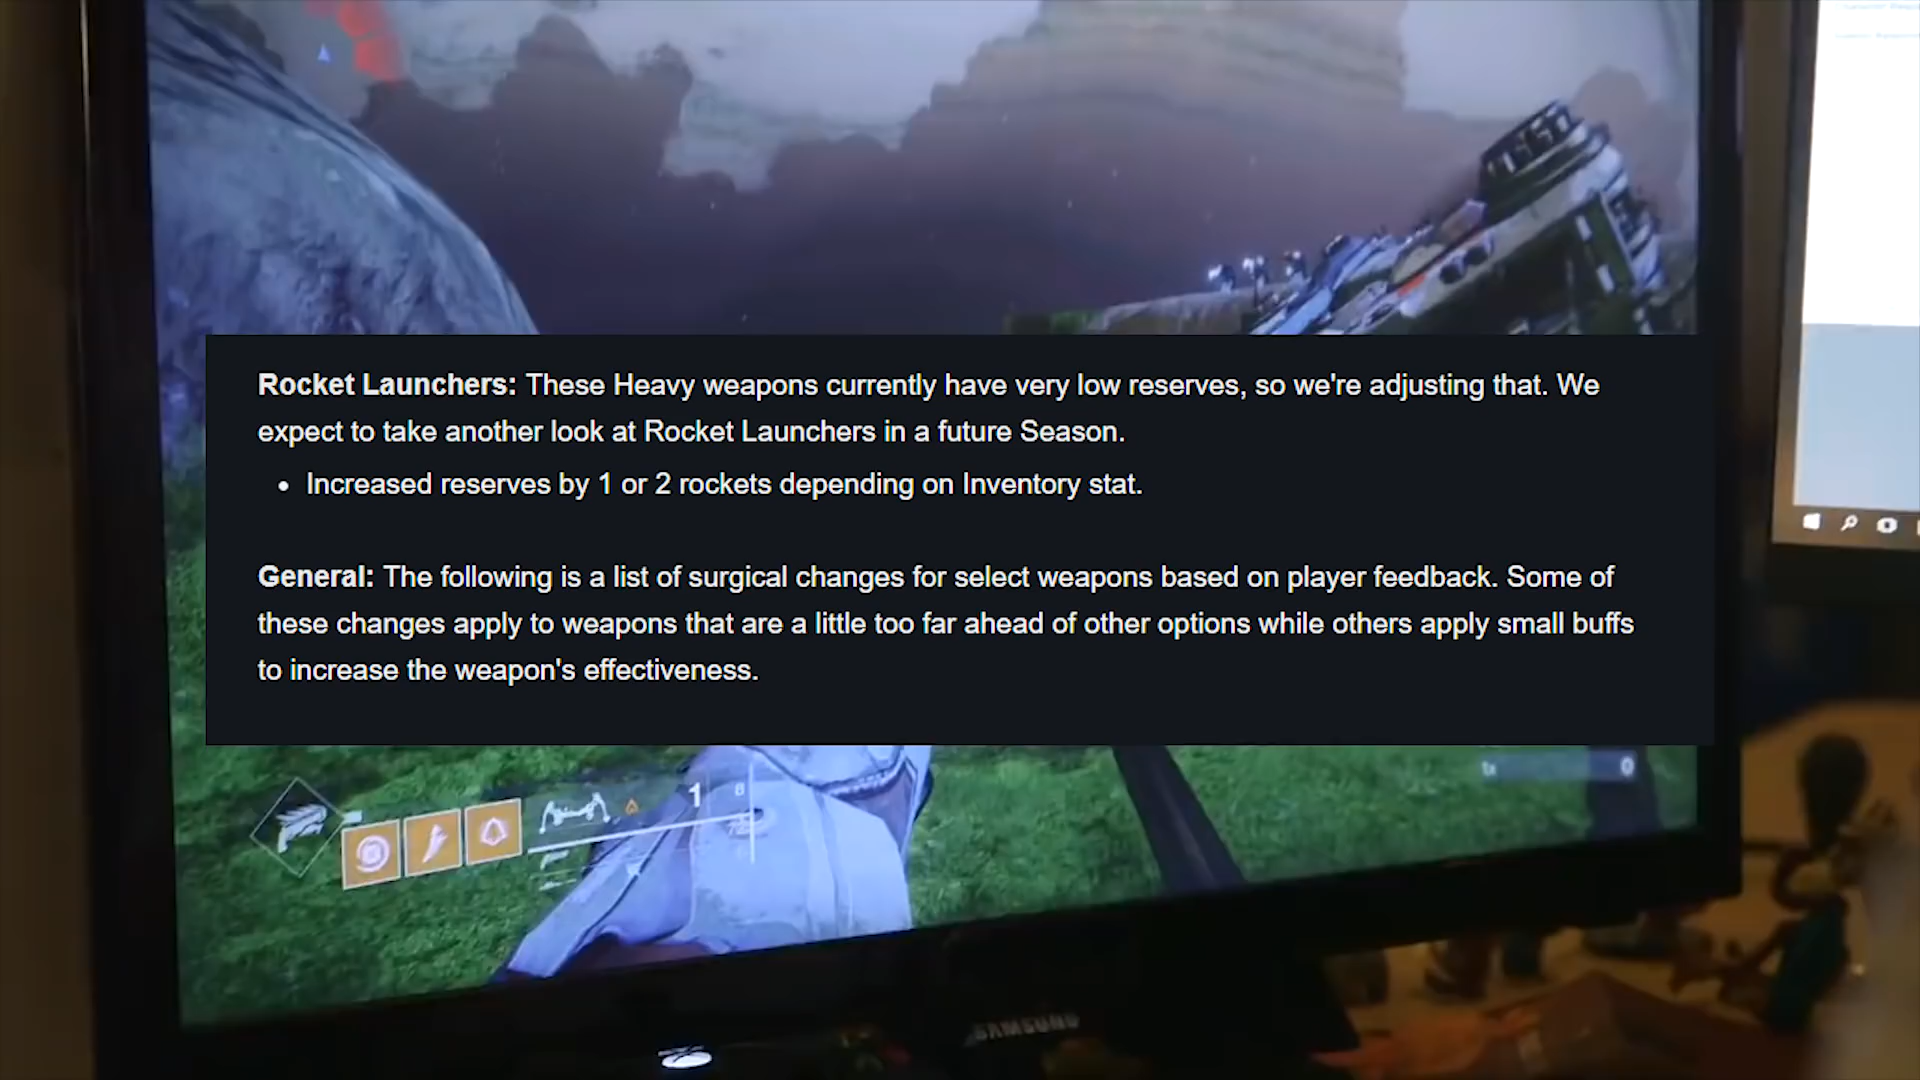 Rocket Launchers: These Heavy weapons currently have very low reserves, so we're adjusting that. We
expect to take another look at Rocket Launchers in a future Season.
• Increased reserves by 1 or 2 rockets depending on Inventory stat.
General: The following is a list of surgical changes for select weapons based on player feedback. Some of
these changes apply to weapons that are a little too far ahead of other options while others apply small buffs
to increase the weapon's effectiveness.
1
6
0
SAMSUNG